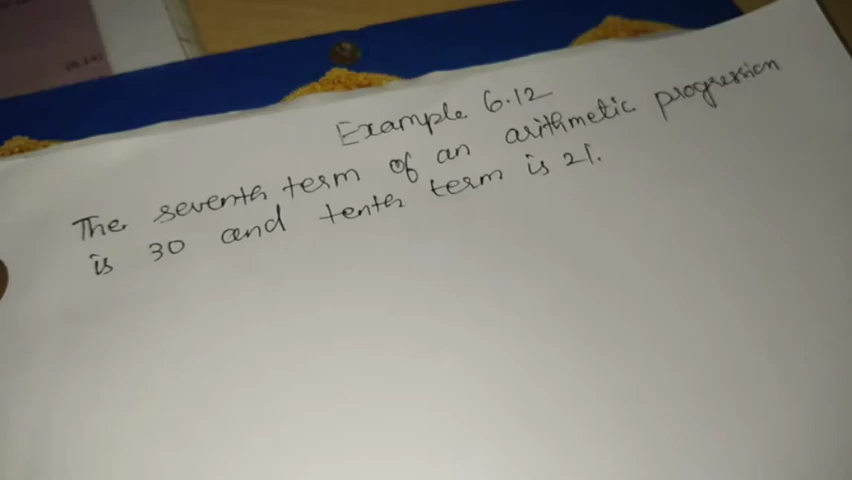 Example 6.12
The seventh term of an arithmetic progression
is 30 and tenth term is 21.